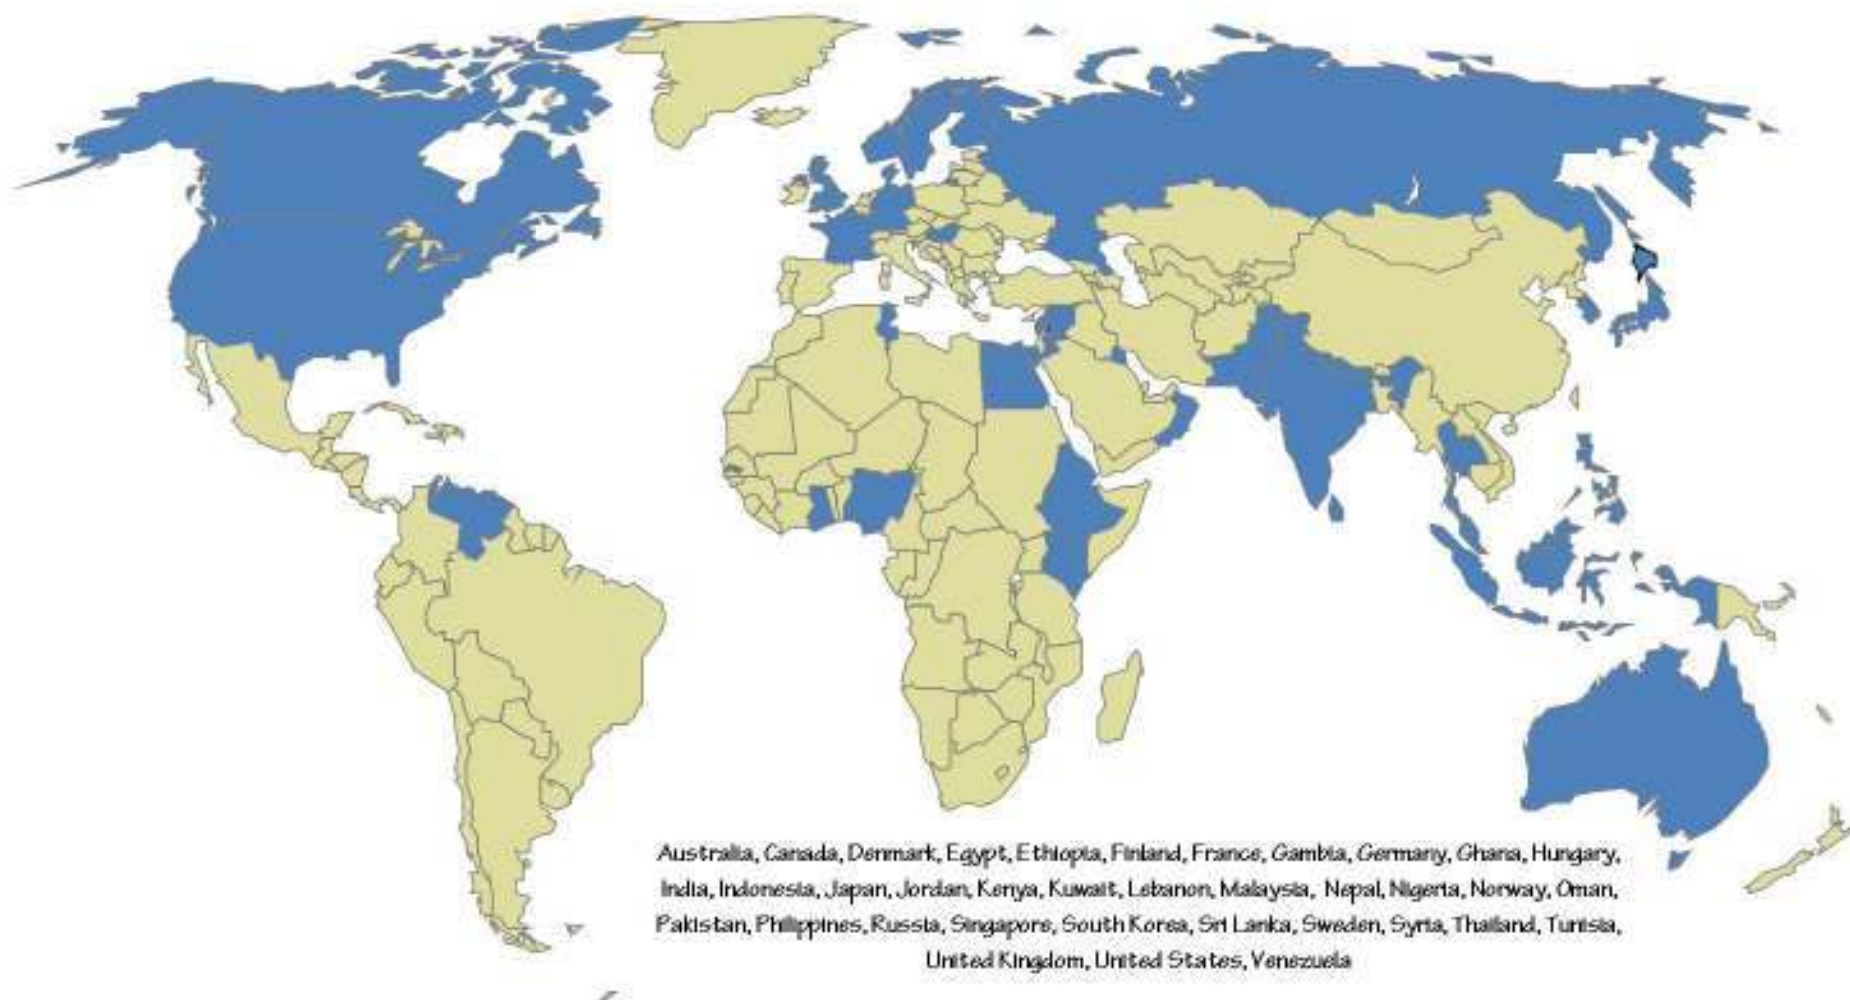 Australia, Canada, Denmark, Egypt, Ethiopia, Finland, France, Gambia, Germany, Ghana, Hungary,
India, Indonesia, Japan, Jordan, Kenya, Kuwait, Lebanon, Malaysia, Nepal, Nigeria, Norway, Oman,
Pakistan, Philippines, Russia, Singapore, South Korea, Sri Lanka, Sweden, Syria, Thailand, Tunisia,
United Kingdom, United States, Venezuela